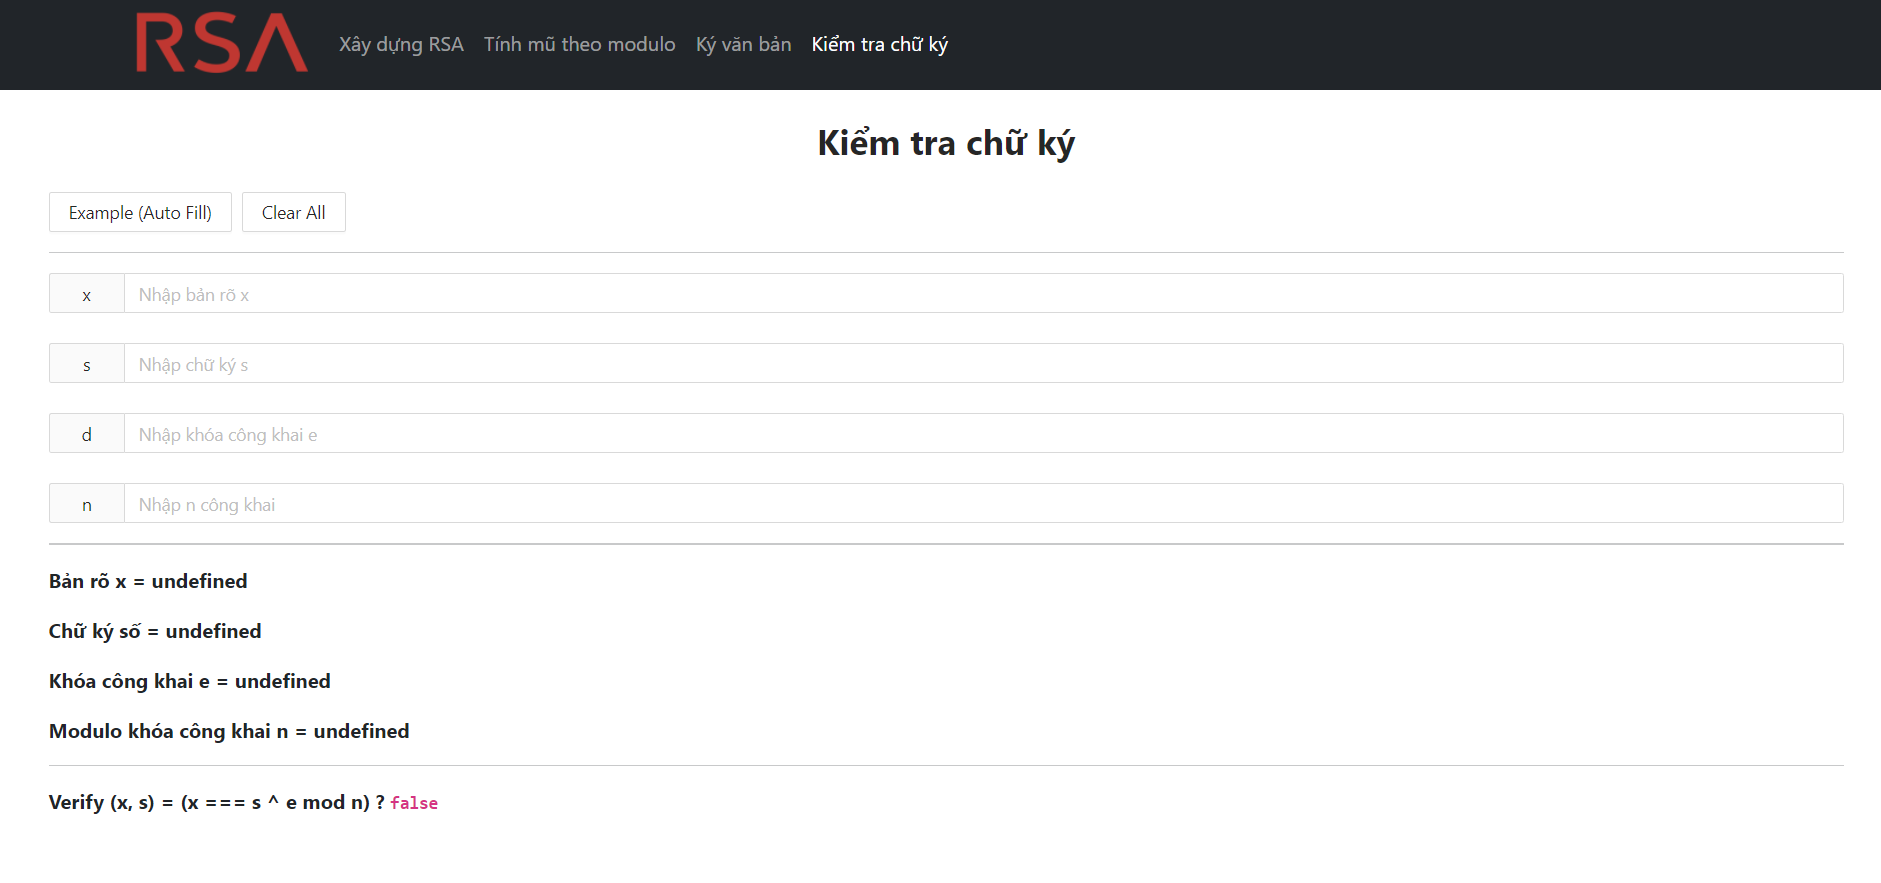 RSA Xây dựng RSA Tính mũ theo modulo Ký văn bản Kiểm tra chữ ký
Kiểm tra chữ ký
Example (Auto Fill) Clear All
x Nhập bản rõ x
s Nhập chữ ký s
d Nhập khóa công khai e
n Nhập n công khai
Bản rõ x = undefined
Chữ ký số = undefined
Khóa công khai e = undefined
Modulo khóa công khai n = undefined
Verify (x, s) = (x === s ^ e mod n) ? false